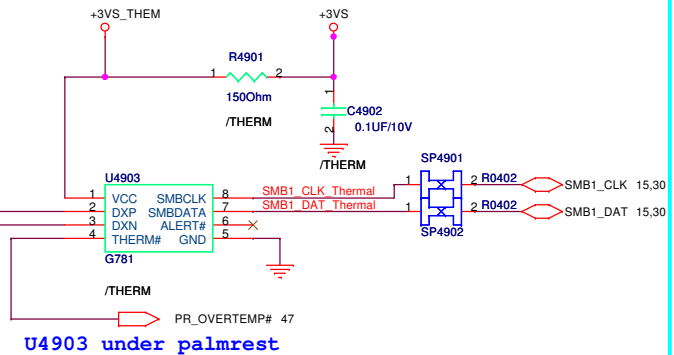 +3VS_THEM
+3VS
R4901
1 2
150Ohm
/THERM
1
C4902
2
0.1UF/10V
/THERM
SP4901
U4903
1 VCC SMBCLK 8 SMB1_CLK_Thermal 1 2 R0402 SMB1_CLK 15,30
2 DXP SMBDATA 7 SMB1_DAT_Thermal 1 2 R0402 SMB1_DAT 15,30
3 DXN ALERT# 6
4 THERM# GND 5
SP4902
G781
/THERM
PR_OVERTEMP# 47
U4903 under palmrest